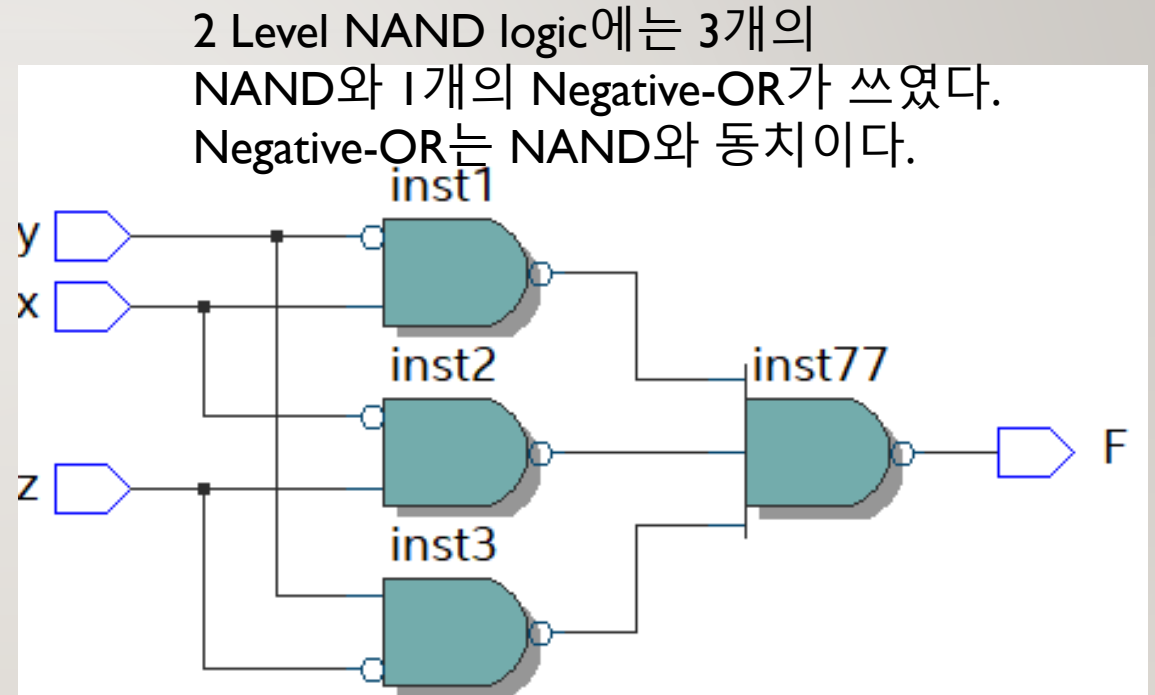 2 Level NAND logic에는 3개의
NAND와 1개의 Negative-OR가 쓰였다.
Negative-OR는 NAND와 동치이다.
inst1
y
x
inst2
inst77
F
z
inst3